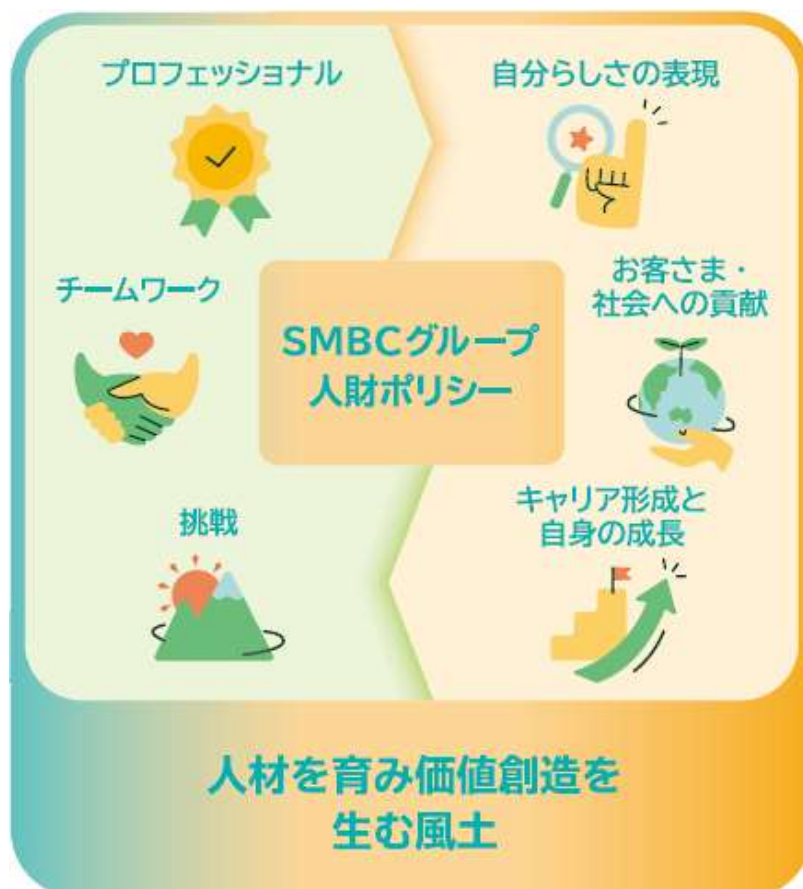 プロフェッショナル
チームワーク
挑戦
SMBCグループ
人財ポリシー
自分らしさの表現
お客さま・
社会への貢献
キャリア形成と
自身の成長
人材を育み価値創造を
生む風土